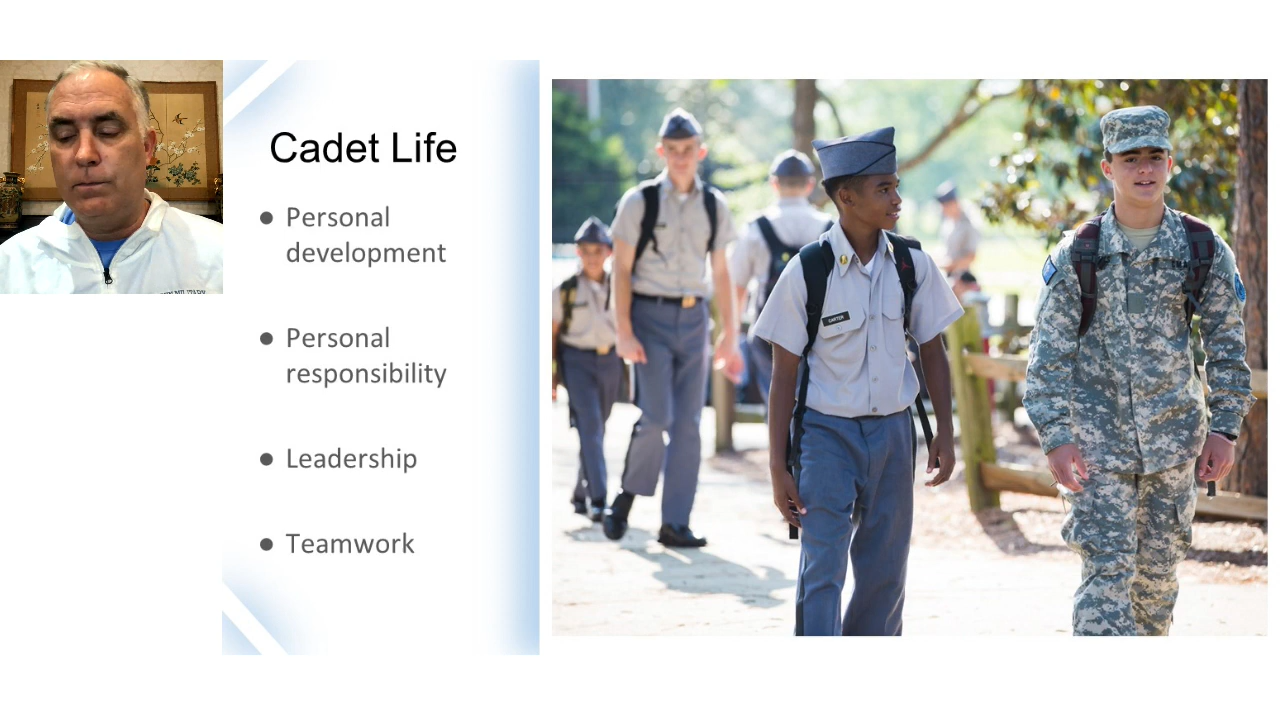 Cadet Life
● Personal
development
● Personal
responsibility
● Leadership
● Teamwork
CARTER